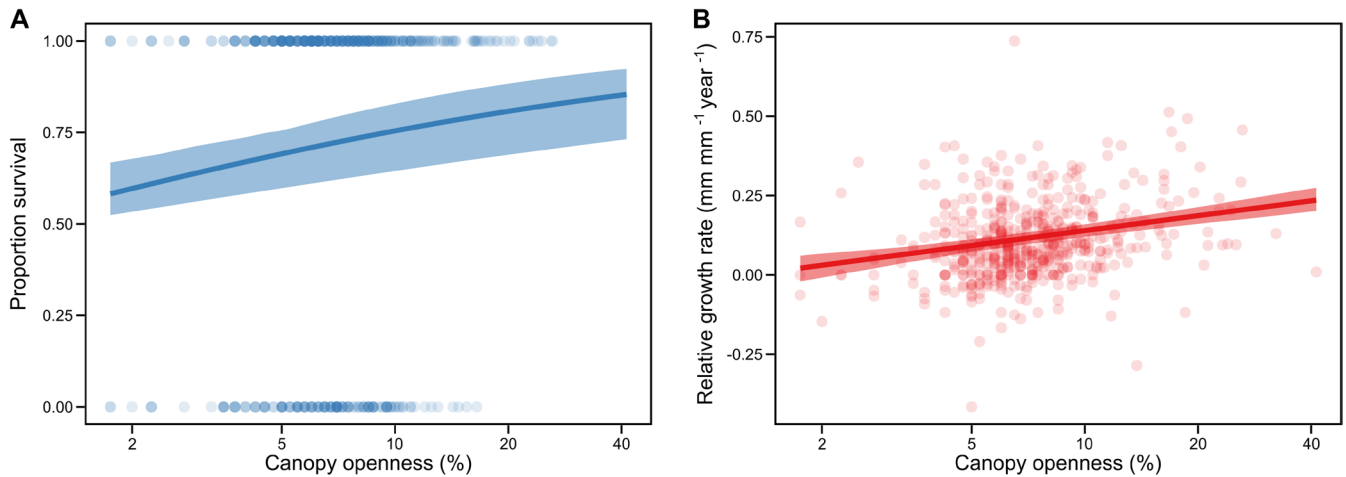 A
1.00
0.75
0.50
0.25
0.00
Proportion survival
2 5 10 20 40
Canopy openness (%)
B
0.75
0.50
0.25
0.00
-0.25
Relative growth rate (mm mm -1 year -1)
2 5 10 20 40
Canopy openness (%)